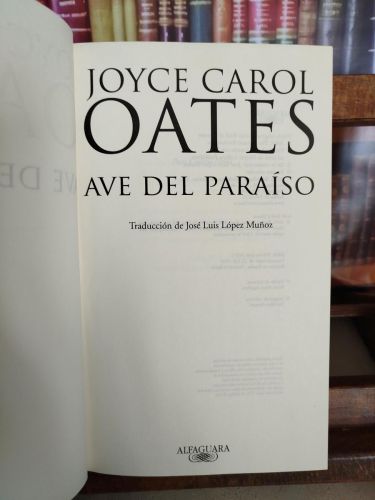 JOYCE CAROL
OATES
AVE DEL PARAÍSO
Traducción de José Luis López Muñoz
ALFAGUARA